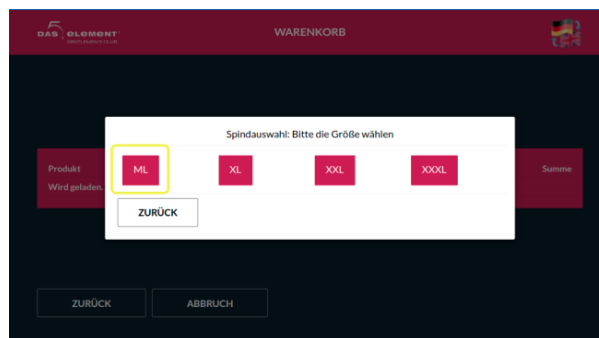 DAS 5 ELEMENT
WARENKORB
Spindauswahl: Bitte die Größe wählen
Produkt
Summe
ML
XL
XXL
XXXL
Wird geladen.
ZURÜCK
ZURÜCK
ABBRUCH